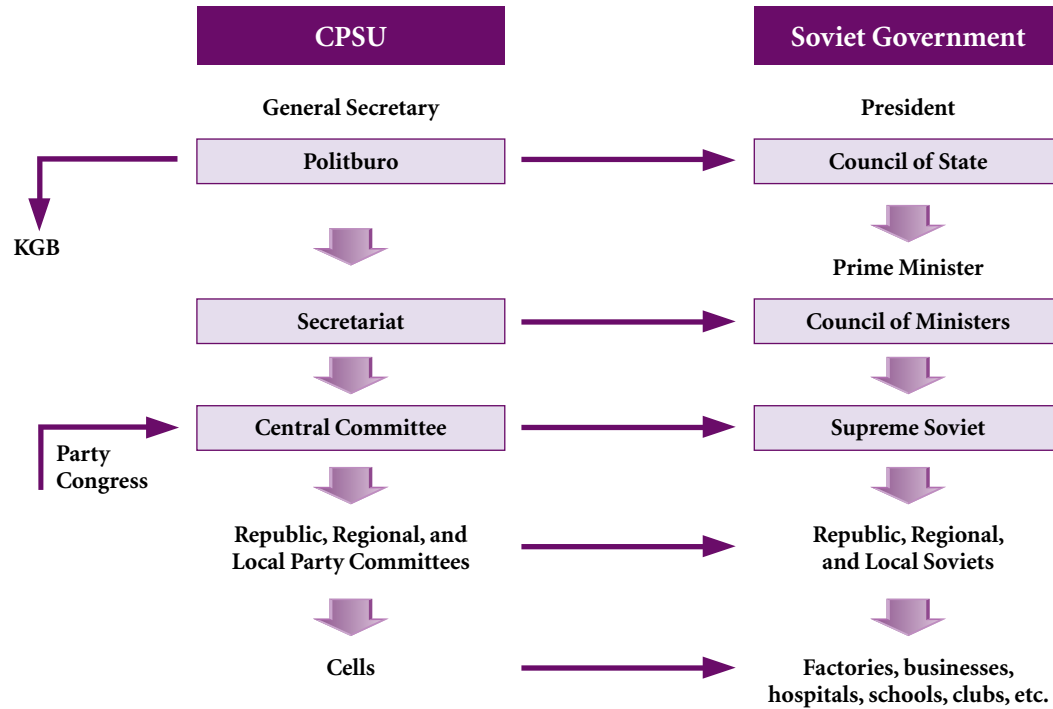 CPSU
Soviet Government
General Secretary
President
Politburo
Council of State
KGB
Prime Minister
Secretariat
Council of Ministers
Central Committee
Supreme Soviet
Party
Congress
Republic, Regional, and
Local Party Committees
Republic, Regional,
and Local Soviets
Cells
Factories, businesses,
hospitals, schools, clubs, etc.